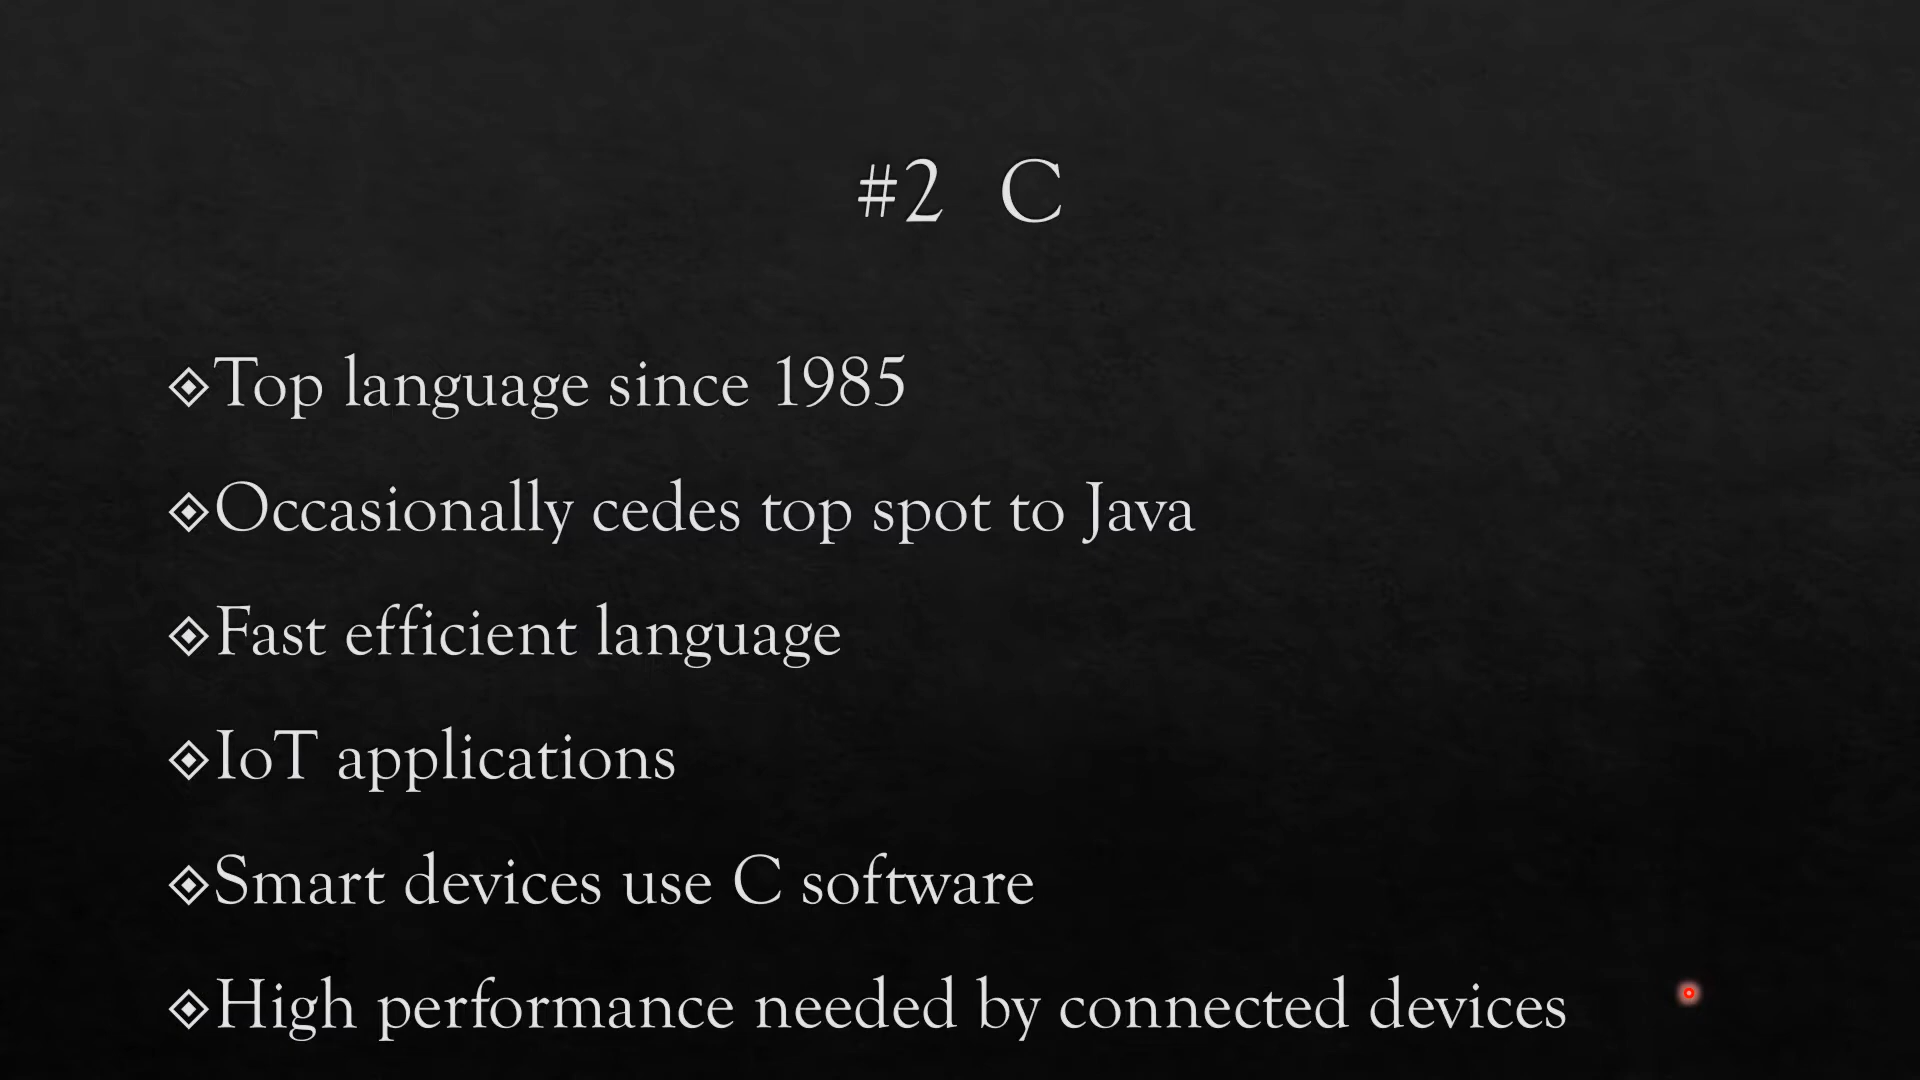 #2 C
Top language since 1985
Occasionally cedes top spot to Java
Fast efficient language
IoT applications
Smart devices use C software
High performance needed by connected devices